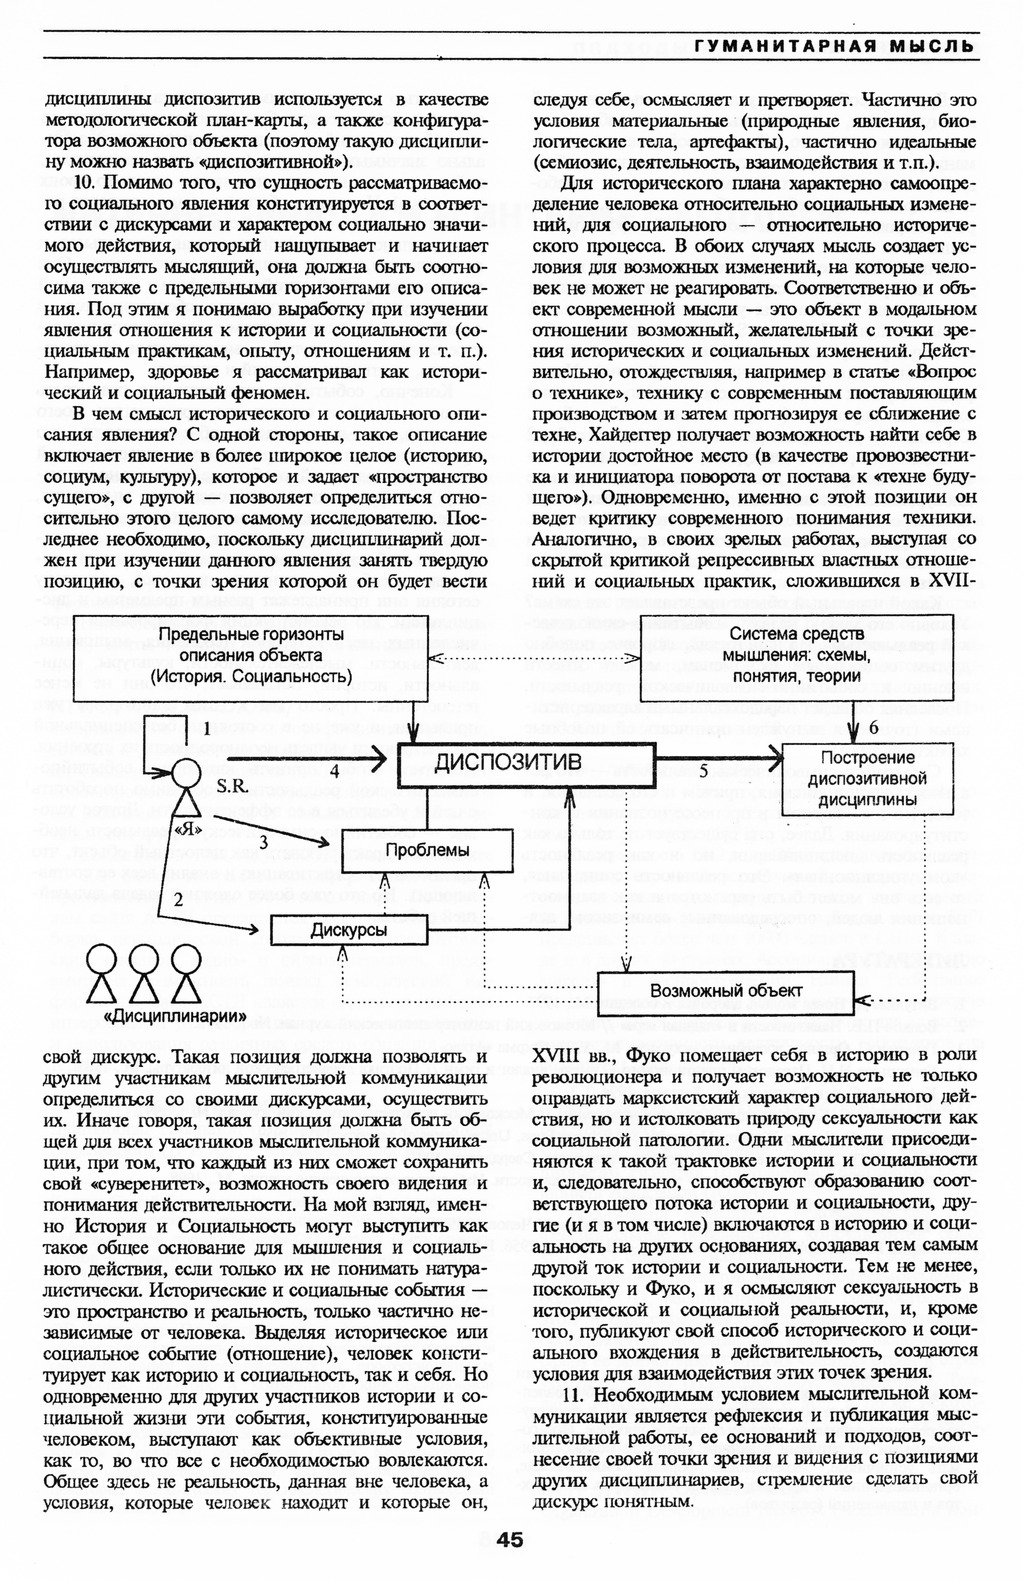 ГУМАНИТАРНАЯ МЫСЛЬ
дисциплины диспозитив используется в качестве
методологической план-карты, а также конфигура-
тора возможного объекта (поэтому такую дисципли-
ну можно назвать «диспозитивной»).
10. Помимо того, что сущность рассматриваемо-
го социального явления конституируется в соответ-
ствии с дискурсами и характером социально значи-
мого действия, который нащупывает и начинает
осуществлять мыслящий, она должна быть соотно-
сима также с предельными горизонтами его описа-
ния. Под этим я понимаю выработку при изучении
явления отношения к истории и социальности (со-
циальным практикам, опыту, отношениям и т. п.).
Например, здоровье я рассматривал как истори-
ческий и социальный феномен.
В чем смысл исторического и социального опи-
сания явления? С одной стороны, такое описание
включает явление в более широкое целое (историю,
социум, культуру), которое и задает «пространство
сущего», с другой — позволяет определиться отно-
сительно этого целого самому исследователю. Пос-
леднее необходимо, поскольку дисциплинарий дол-
жен при изучении данного явления занять твердую
позицию, с точки зрения которой он будет вести
следуя себе, осмысляет и претворяет. Частично это
условия материальные (природные явления, био-
логические тела, артефакты), частично идеальные
(семиозис, деятельность, взаимодействия и т.п.).
Для исторического плана характерно самоопре-
деление человека относительно социальных измене-
ний, для социального — относительно историче-
ского процесса. В обоих случаях мысль создает ус-
ловия для возможных изменений, на которые чело-
век не может не реагировать. Соответственно и объ-
ект современной мысли — это объект в модальном
отношении возможный, желательный с точки зре-
ния исторических и социальных изменений. Дейст-
вительно, отождествляя, например в статье «Вопрос
о технике», технику с современным поставляющим
производством и затем прогнозируя ее сближение с
техне, Хайдеггер получает возможность найти себе в
истории достойное место (в качестве провозвестни-
ка и инициатора поворота от постава к «техне буду-
щего»). Одновременно, именно с этой позиции он
ведет критику современного понимания техники.
Аналогично, в своих зрелых работах, выступая со
скрытой критикой репрессивных властных отноше-
ний и социальных практик, сложившихся в XVII-
Предельные горизонты
описания объекта
(История. Социальность)
Система средств
мышления: схемы,
понятия, теории
1
6
4
ДИСПОЗИТИВ
5
Построение
диспозитивной
дисциплины
S.R.
«Я»
3
Проблемы
2
Дискурсы
Возможный объект
«Дисциплинарии»
свой дискурс. Такая позиция должна позволять и
другим участникам мыслительной коммуникации
определиться со своими дискурсами, осуществить
их. Иначе говоря, такая позиция должна быть об-
щей для всех участников мыслительной коммуника-
ции, при том, что каждый из них сможет сохранить
свой «суверенитет», возможность своего видения и
понимания действительности. На мой взгляд, имен-
но История и Социальность могут выступить как
такое общее основание для мышления и социаль-
ного действия, если только их не понимать натура-
листически. Исторические и социальные события —
это пространство и реальность, только частично не-
зависимые от человека. Выделяя историческое или
социальное событие (отношение), человек консти-
туирует как историю и социальность, так и себя. Но
одновременно для других участников истории и со-
циальной жизни эти события, конституированные
человеком, выступают как объективные условия,
как то, во что все с необходимостью вовлекаются.
Общее здесь не реальность, данная вне человека, а
условия, которые человек находит и которые он,
XVIII вв., Фуко помещает себя в историю в роли
революционера и получает возможность не только
оправдать марксистский характер социального дей-
ствия, но и истолковать природу сексуальности как
социальной патологии. Одни мыслители присоеди-
няются к такой трактовке истории и социальности
и, следовательно, способствуют образованию соот-
ветствующего потока истории и социальности, дру-
гие (и я в том числе) включаются в историю и соци-
альность на других основаниях, создавая тем самым
другой ток истории и социальности. Тем не менее,
поскольку и Фуко, и я осмысляют сексуальность в
исторической и социальной реальности, и, кроме
того, публикуют свой способ исторического и соци-
ального вхождения в действительность, создаются
условия для взаимодействия этих точек зрения.
11. Необходимым условием мыслительной ком-
муникации является рефлексия и публикация мыс-
лительной работы, ее оснований и подходов, соот-
несение своей точки зрения и видения с позициями
других дисциплинариев, стремление сделать свой
дискурс понятным.
45